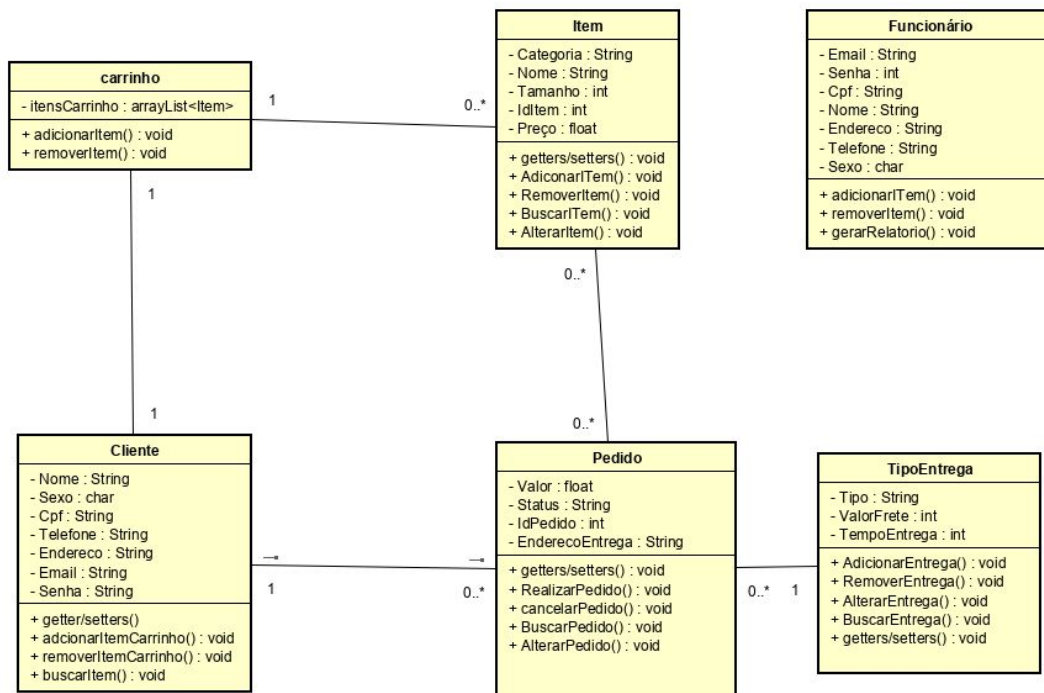 carrinho
- itensCarrinho : arrayList<Item>
+ adicionarItem() : void
+ removerItem() : void
1
0..*
Item
- Categoria : String
- Nome : String
- Tamanho : int
- IdItem : int
- Preço : float
+ getters/setters() : void
+ AdiconarITem() : void
+ RemoverItem() : void
+ BuscarITem() : void
+ AlterarItem() : void
Funcionário
- Email : String
- Senha : int
- Cpf : String
- Nome : String
- Endereco : String
- Telefone : String
- Sexo : char
+ adicionarITem() : void
+ removerItem() : void
+ gerarRelatorio() : void
1
1
0..*
0..*
Cliente
- Nome : String
- Sexo : char
- Cpf : String
- Telefone : String
- Endereco : String
- Email : String
- Senha : String
+ getter/setters()
+ adcionarItemCarrinho() : void
+ removerItemCarrinho() : void
+ buscarItem() : void
1
0..*
Pedido
- Valor : float
- Status : String
- IdPedido : int
- EnderecoEntrega : String
+ getters/setters() : void
+ RealizarPedido() : void
+ cancelarPedido() : void
+ BuscarPedido() : void
+ AlterarPedido() : void
0..*
1
TipoEntrega
- Tipo : String
- ValorFrete : int
- TempoEntrega : int
+ AdicionarEntrega() : void
+ RemoverEntrega() : void
+ AlterarEntrega() : void
+ BuscarEntrega() : void
+ getters/setters() : void